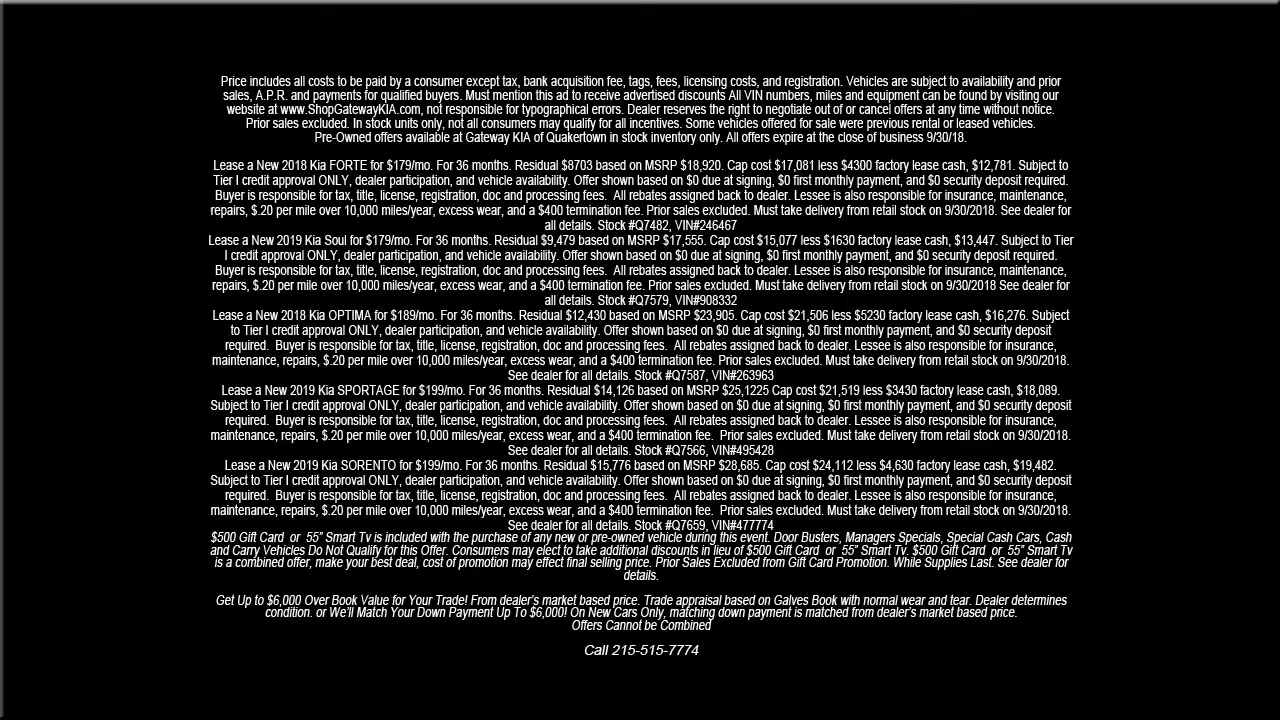 Price includes all costs to be paid by a consumer except tax, bank acquisition fee, tags, fees, licensing costs, and registration. Vehicles are subject to availability and prior
sales, A.P.R. and payments for qualified buyers. Must mention this ad to receive advertised discounts All VIN numbers, miles and equipment can be found by visiting our
website at www.ShopGatewayKIA.com, not responsible for typographical errors. Dealer reserves the right to negotiate out of or cancel offers at any time without notice.
Prior sales excluded. In stock units only, not all consumers may qualify for all incentives. Some vehicles offered for sale were previous rental or leased vehicles.
Pre-Owned offers available at Gateway KIA of Quakertown in stock inventory only. All offers expire at the close of business 9/30/18.
Lease a New 2018 Kia FORTE for $179/mo. For 36 months. Residual $8703 based on MSRP $18,920. Cap cost $17,081 less $4300 factory lease cash, $12,781. Subject to
Tier I credit approval ONLY, dealer participation, and vehicle availability. Offer shown based on $0 due at signing, $0 first monthly payment, and $0 security deposit required.
Buyer is responsible for tax, title, license, registration, doc and processing fees.  All rebates assigned back to dealer. Lessee is also responsible for insurance, maintenance,
repairs, $.20 per mile over 10,000 miles/year, excess wear, and a $400 termination fee. Prior sales excluded. Must take delivery from retail stock on 9/30/2018. See dealer for
all details. Stock #Q7482, VIN#246467
Lease a New 2019 Kia Soul for $179/mo. For 36 months. Residual $9,479 based on MSRP $17,555. Cap cost $15,077 less $1630 factory lease cash, $13,447. Subject to Tier
I credit approval ONLY, dealer participation, and vehicle availability. Offer shown based on $0 due at signing, $0 first monthly payment, and $0 security deposit required.
Buyer is responsible for tax, title, license, registration, doc and processing fees.  All rebates assigned back to dealer. Lessee is also responsible for insurance, maintenance,
repairs, $.20 per mile over 10,000 miles/year, excess wear, and a $400 termination fee. Prior sales excluded. Must take delivery from retail stock on 9/30/2018 See dealer for
all details. Stock #Q7579, VIN#908332
Lease a New 2018 Kia OPTIMA for $189/mo. For 36 months. Residual $12,430 based on MSRP $23,905. Cap cost $21,506 less $5230 factory lease cash, $16,276. Subject
to Tier I credit approval ONLY, dealer participation, and vehicle availability. Offer shown based on $0 due at signing, $0 first monthly payment, and $0 security deposit
required.  Buyer is responsible for tax, title, license, registration, doc and processing fees.  All rebates assigned back to dealer. Lessee is also responsible for insurance,
maintenance, repairs, $.20 per mile over 10,000 miles/year, excess wear, and a $400 termination fee. Prior sales excluded. Must take delivery from retail stock on 9/30/2018.
See dealer for all details. Stock #Q7587, VIN#263963
Lease a New 2019 Kia SPORTAGE for $199/mo. For 36 months. Residual $14,126 based on MSRP $25,1225 Cap cost $21,519 less $3430 factory lease cash, $18,089.
Subject to Tier I credit approval ONLY, dealer participation, and vehicle availability. Offer shown based on $0 due at signing, $0 first monthly payment, and $0 security deposit
required.  Buyer is responsible for tax, title, license, registration, doc and processing fees.  All rebates assigned back to dealer. Lessee is also responsible for insurance,
maintenance, repairs, $.20 per mile over 10,000 miles/year, excess wear, and a $400 termination fee.  Prior sales excluded. Must take delivery from retail stock on 9/30/2018.
See dealer for all details. Stock #Q7566, VIN#495428
Lease a New 2019 Kia SORENTO for $199/mo. For 36 months. Residual $15,776 based on MSRP $28,685. Cap cost $24,112 less $4,630 factory lease cash, $19,482.
Subject to Tier I credit approval ONLY, dealer participation, and vehicle availability. Offer shown based on $0 due at signing, $0 first monthly payment, and $0 security deposit
required.  Buyer is responsible for tax, title, license, registration, doc and processing fees.  All rebates assigned back to dealer. Lessee is also responsible for insurance,
maintenance, repairs, $.20 per mile over 10,000 miles/year, excess wear, and a $400 termination fee.  Prior sales excluded. Must take delivery from retail stock on 9/30/2018.
See dealer for all details. Stock #Q7659, VIN#477774
$500 Gift Card  or  55" Smart Tv is included with the purchase of any new or pre-owned vehicle during this event. Door Busters, Managers Specials, Special Cash Cars, Cash
and Carry Vehicles Do Not Qualify for this Offer. Consumers may elect to take additional discounts in lieu of $500 Gift Card  or  55" Smart Tv. $500 Gift Card  or  55" Smart Tv
is a combined offer, make your best deal, cost of promotion may effect final selling price. Prior Sales Excluded from Gift Card Promotion. While Supplies Last. See dealer for
details.
Get Up to $6,000 Over Book Value for Your Trade! From dealer's market based price. Trade appraisal based on Galves Book with normal wear and tear. Dealer determines
condition. or We'll Match Your Down Payment Up To $6,000! On New Cars Only, matching down payment is matched from dealer's market based price.
Offers Cannot be Combined
Call 215-515-7774